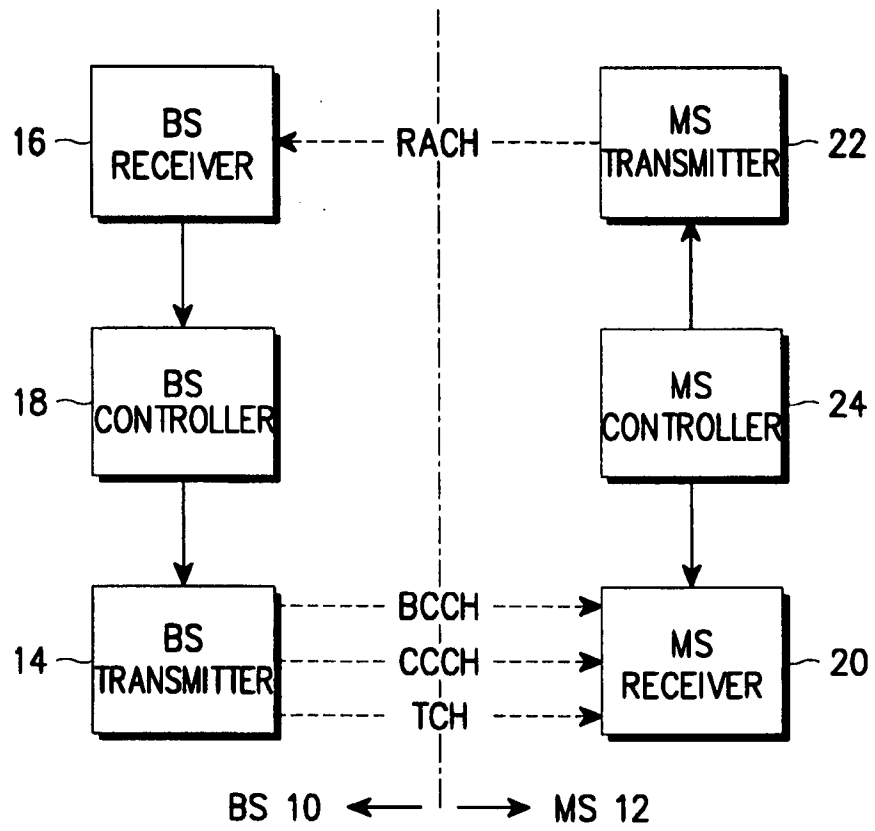 16
BS
RECEIVER
RACH
MS
TRANSMITTER
22
18
BS
CONTROLLER
MS
CONTROLLER
24
14
BS
TRANSMITTER
BCCH
CCCH
TCH
MS
RECEIVER
20
BS 10
MS 12